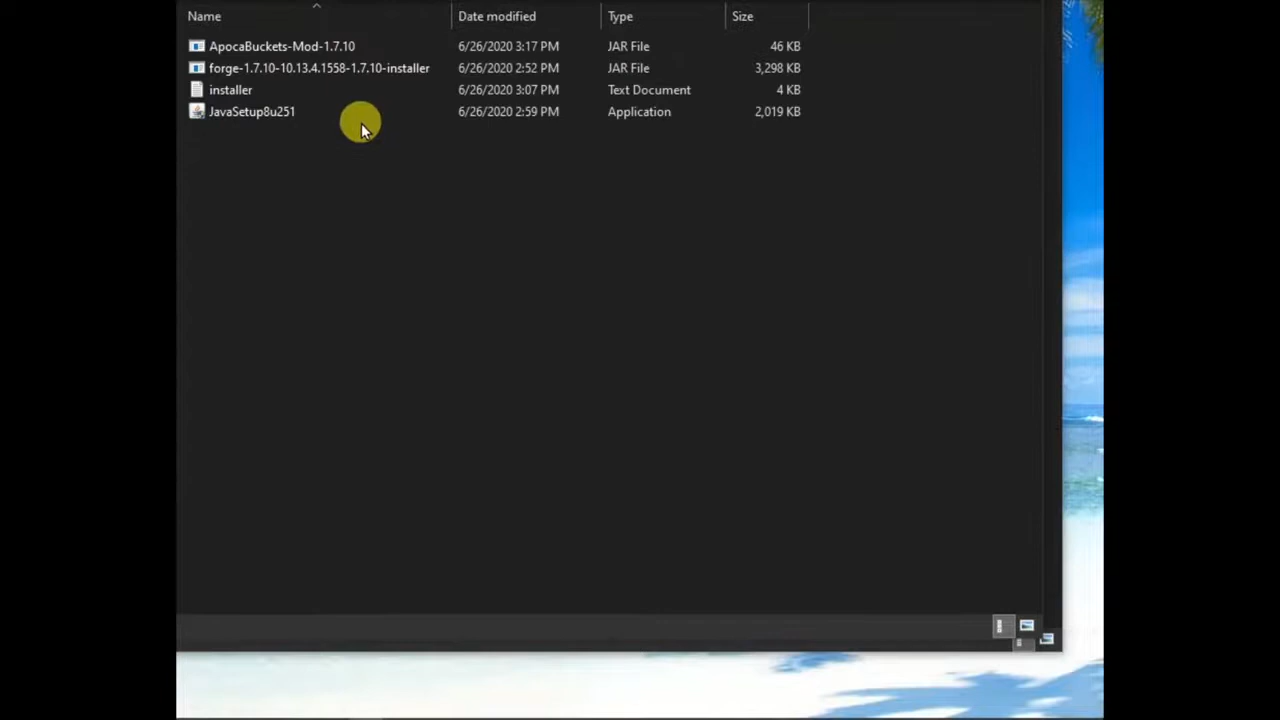 Name Date modified Type Size
ApocaBuckets-Mod-1.7.10 6/26/2020 3:17 PM JAR File 46 KB
forge-1.7.10-10.13.4.1558-1.7.10-installer 6/26/2020 2:52 PM JAR File 3,298 KB
installer 6/26/2020 3:07 PM Text Document 4 KB
JavaSetup8u251 6/26/2020 2:59 PM Application 2,019 KB